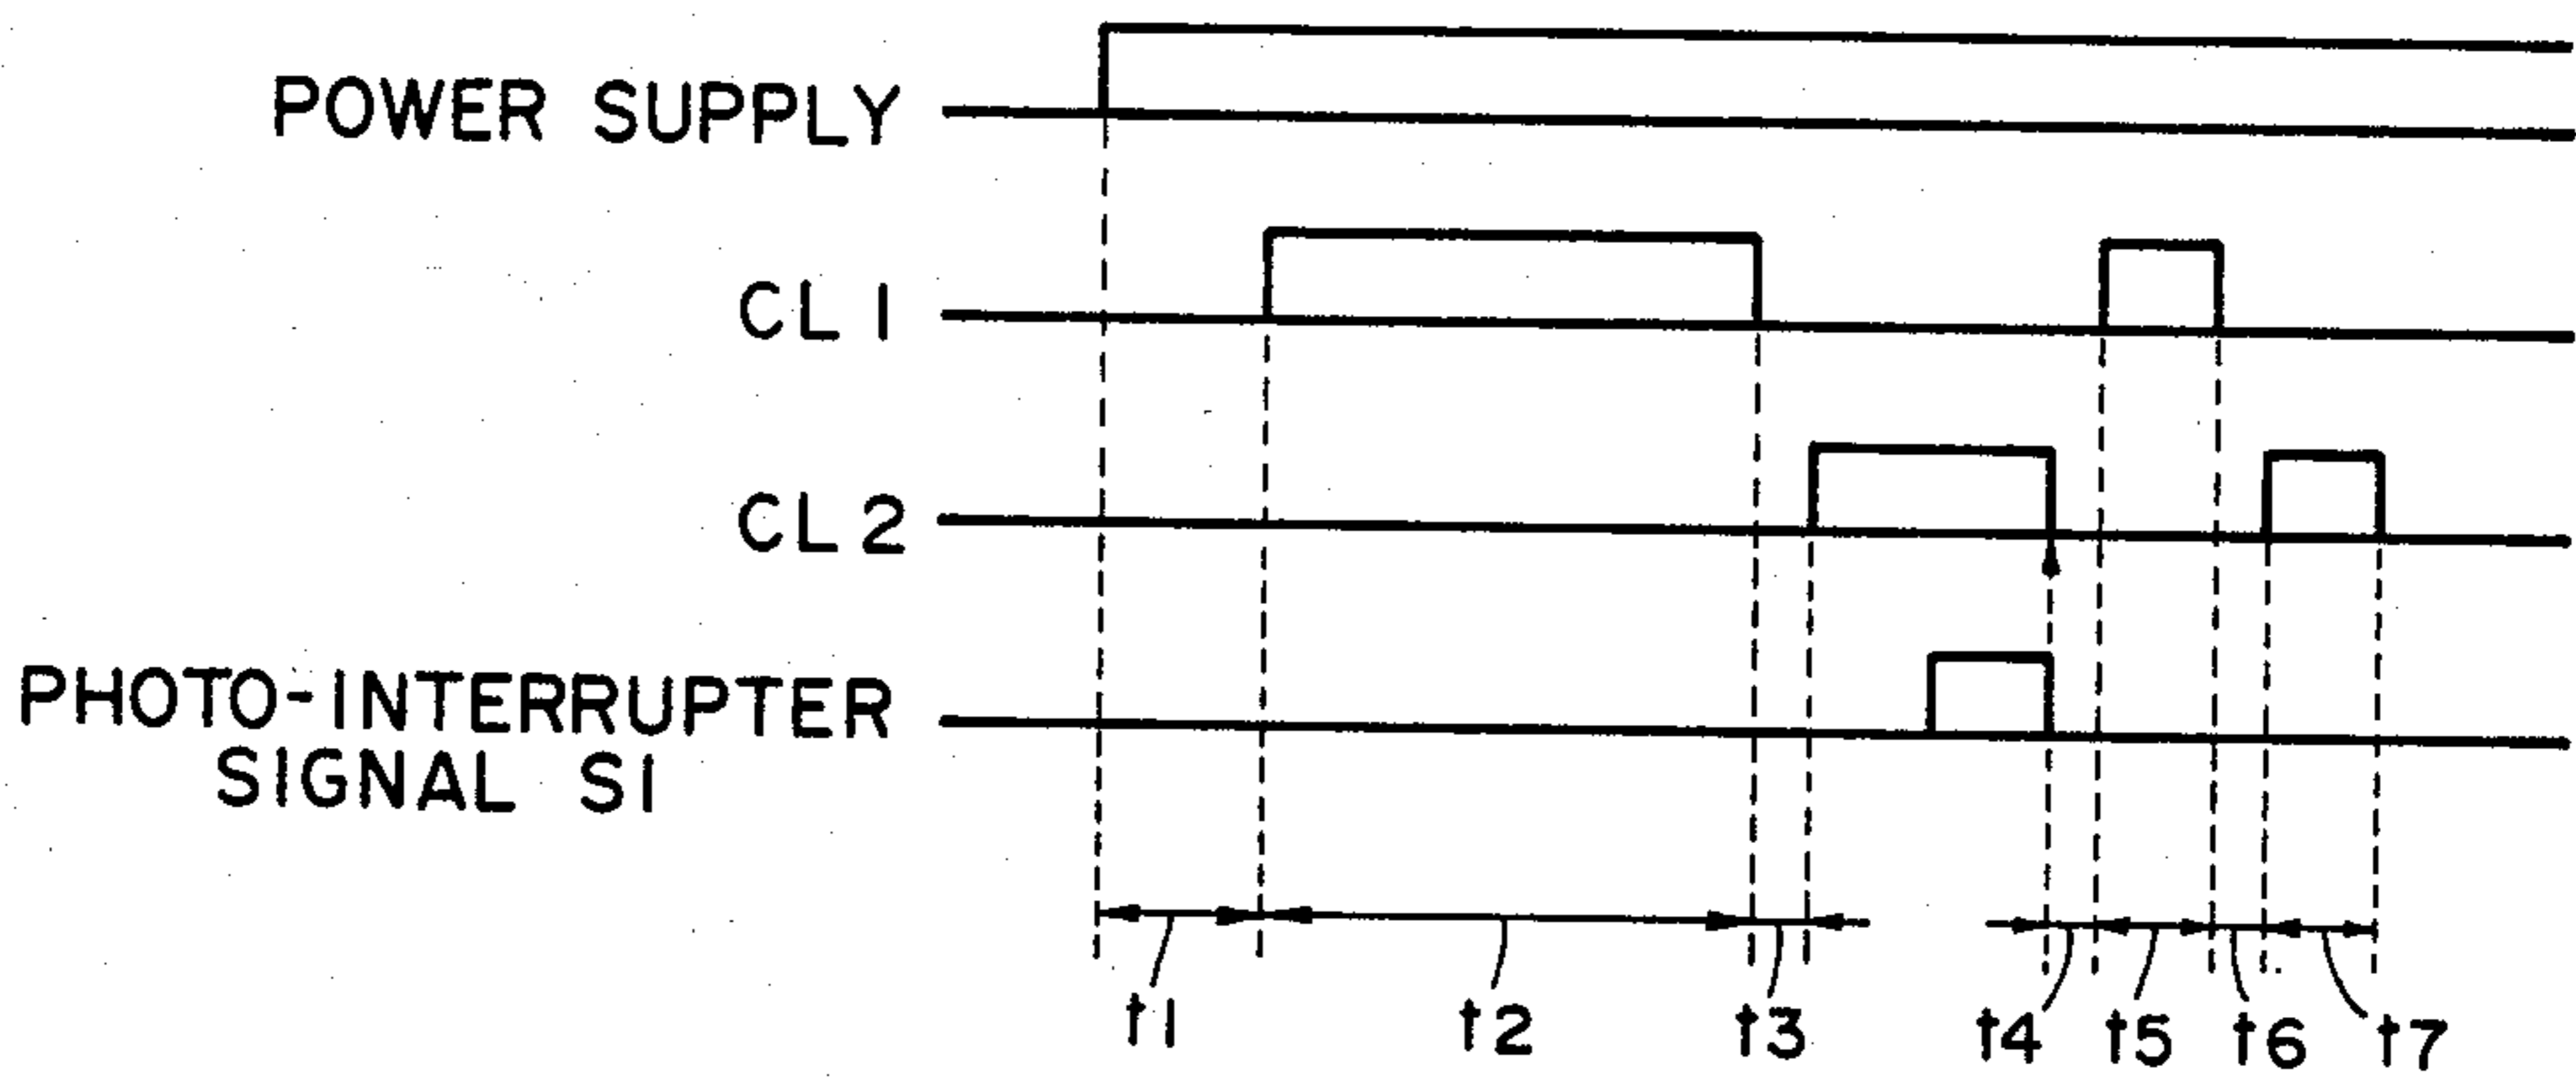 POWER SUPPLY
CL1
CL2
PHOTO-INTERRUPTER
SIGNAL S1
t1 t2 t3 t4 t5 t6 t7